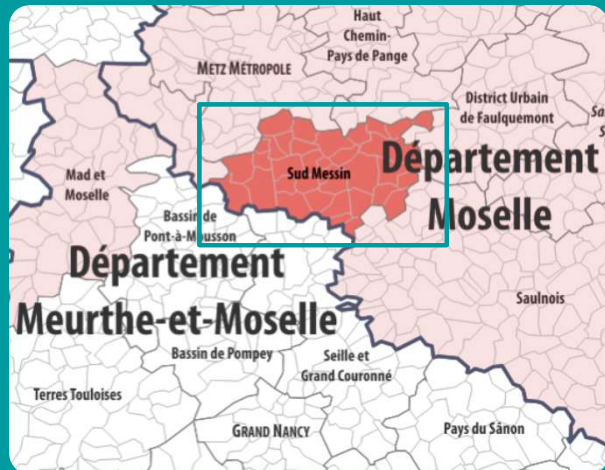 Haut
Chemin-
Pays de Pange
METZ MÉTROPOLE
District Urbain
de Faulquemont
Sud Messin
Département
Moselle
Mad et
Moselle
Bassin de
Pont-à-Mousson
Département
Meurthe-et-Moselle
Saulnois
Bassin de Pompey
Seille et
Grand Couronné
Terres Touloises
GRAND NANCY
Pays du Sânon